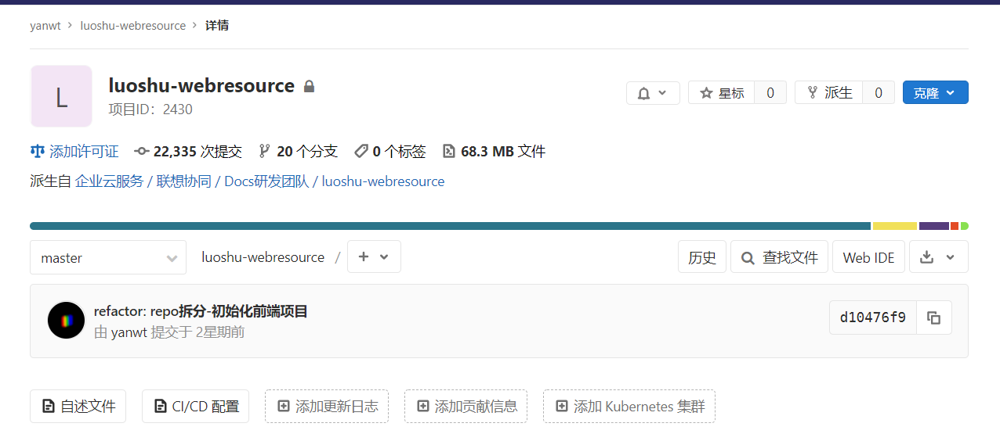 yanwt > luoshu-webresource > 详情
L
luoshu-webresource
项目ID：2430
星标 0 派生 0 克隆
添加许可证 22,335 次提交 20 个分支 0 个标签 68.3 MB 文件
派生自 企业云服务 / 联想协同 / Docs研发团队 / luoshu-webresource
master luoshu-webresource / + 历史 查找文件 Web IDE
refactor: repo拆分-初始化前端项目
由 yanwt 提交于 2星期前
d10476f9
自述文件 CI/CD 配置 添加更新日志 添加贡献信息 添加 Kubernetes 集群